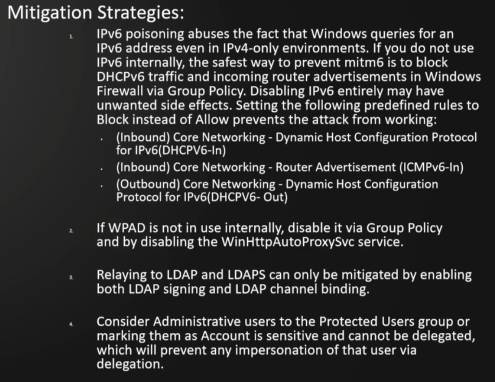 Mitigation Strategies:
1. IPv6 poisoning abuses the fact that Windows queries for an
IPv6 address even in IPv4-only environments. If you do not use
IPv6 internally, the safest way to prevent mitm6 is to block
DHCPv6 traffic and incoming router advertisements in Windows
Firewall via Group Policy. Disabling IPv6 entirely may have
unwanted side effects. Setting the following predefined rules to
Block instead of Allow prevents the attack from working:
• (Inbound) Core Networking - Dynamic Host Configuration Protocol
for IPv6(DHCPV6-In)
• (Inbound) Core Networking - Router Advertisement (ICMPv6-In)
• (Outbound) Core Networking - Dynamic Host Configuration
Protocol for IPv6(DHCPV6- Out)
2. If WPAD is not in use internally, disable it via Group Policy
and by disabling the WinHttpAutoProxySvc service.
3. Relaying to LDAP and LDAPS can only be mitigated by enabling
both LDAP signing and LDAP channel binding.
4. Consider Administrative users to the Protected Users group or
marking them as Account is sensitive and cannot be delegated,
which will prevent any impersonation of that user via
delegation.